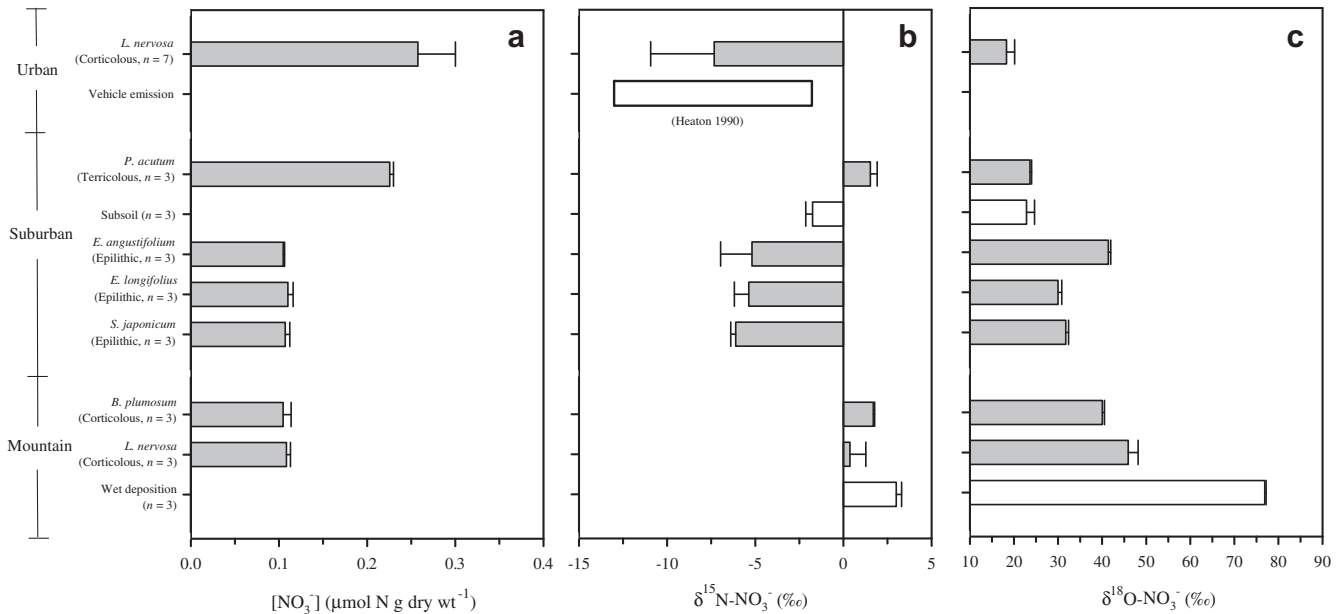 a
b
c
Urban
L. nervosa
(Corticolous, n = 7)
Vehicle emission
(Heaton 1990)
Suburban
P. acutum
(Terricolous, n = 3)
Subsoil (n = 3)
E. angustifolium
(Epilithic, n = 3)
E. longifolius
(Epilithic, n = 3)
S. japonicum
(Epilithic, n = 3)
Mountain
B. plumosum
(Corticolous, n = 3)
L. nervosa
(Corticolous, n = 3)
Wet deposition
(n = 3)
0.0 0.1 0.2 0.3 0.4
[NO₃⁻] (μmol N g dry wt⁻¹)
-15 -10 -5 0 5
δ¹⁵N-NO₃⁻ (‰)
10 20 30 40 50 60 70 80 90
δ¹⁸O-NO₃⁻ (‰)